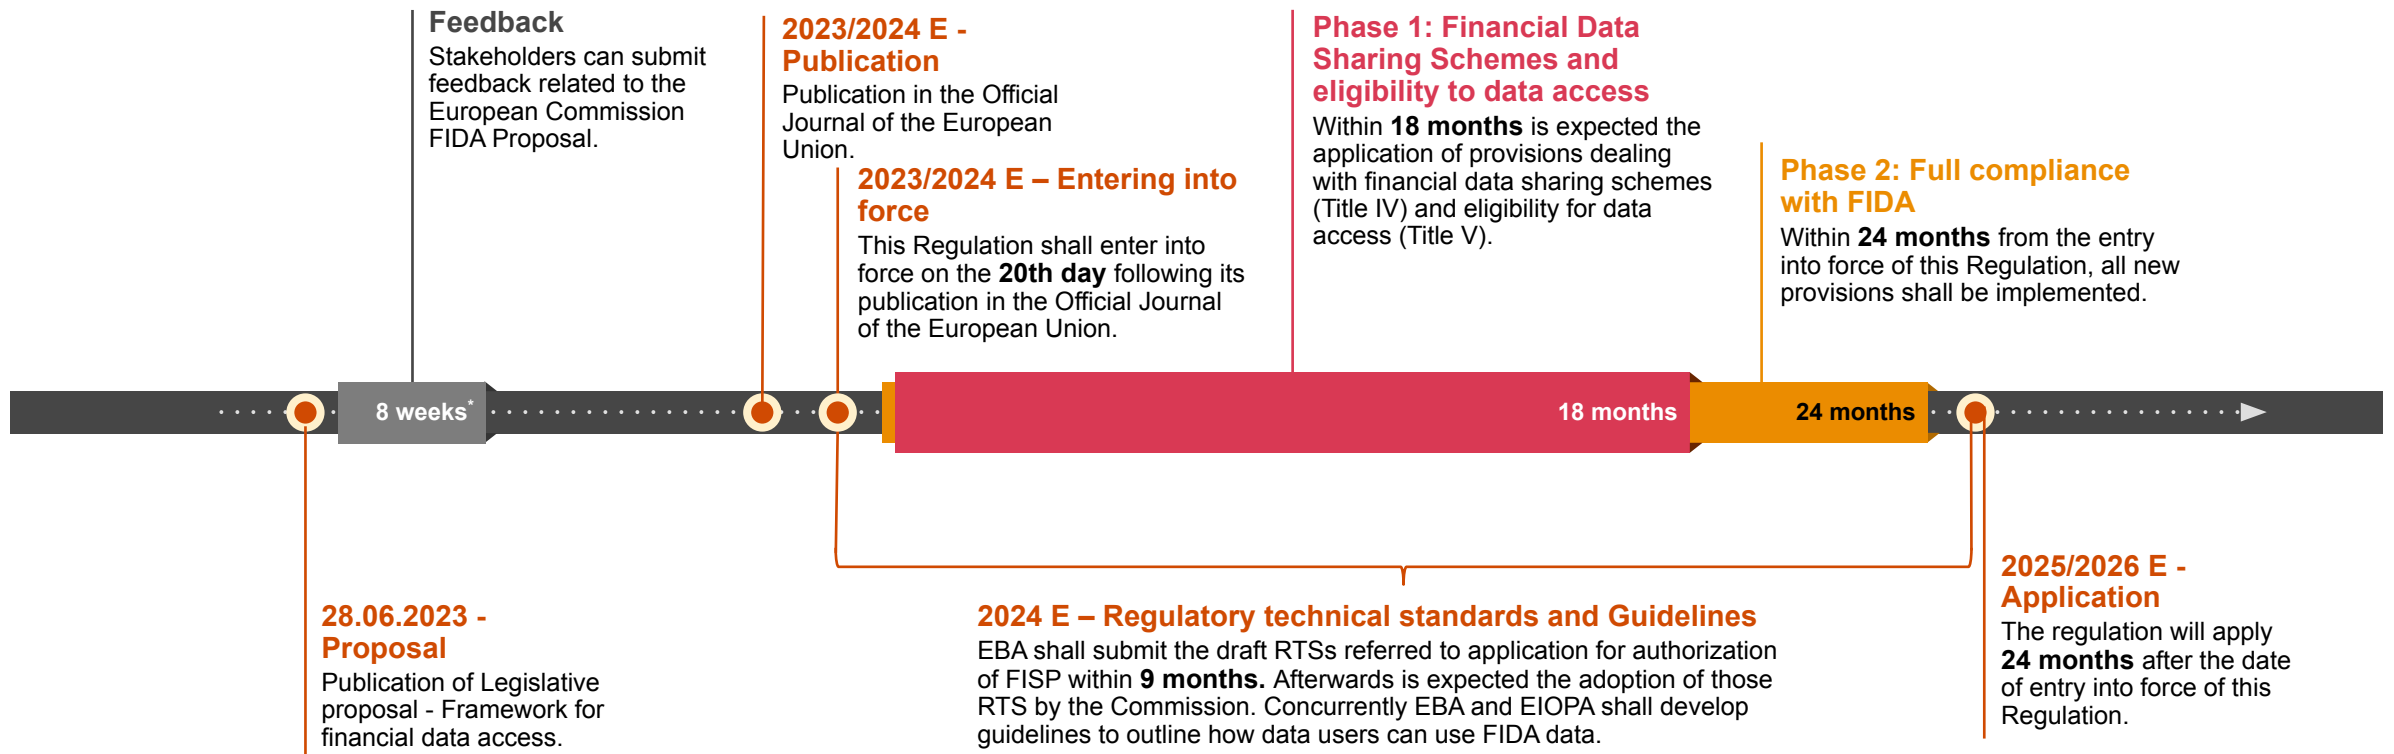 Feedback
Stakeholders can submit
feedback related to the
European Commission
FIDA Proposal.
2023/2024 E -
Publication
Publication in the Official
Journal of the European
Union.
2023/2024 E – Entering into
force
This Regulation shall enter into
force on the 20th day following its
publication in the Official Journal
of the European Union.
Phase 1: Financial Data
Sharing Schemes and
eligibility to data access
Within 18 months is expected the
application of provisions dealing
with financial data sharing schemes
(Title IV) and eligibility for data
access (Title V).
Phase 2: Full compliance
with FIDA
Within 24 months from the entry
into force of this Regulation, all new
provisions shall be implemented.
8 weeks*
18 months
24 months
28.06.2023 -
Proposal
Publication of Legislative
proposal - Framework for
financial data access.
2024 E – Regulatory technical standards and Guidelines
EBA shall submit the draft RTSs referred to application for authorization
of FISP within 9 months. Afterwards is expected the adoption of those
RTS by the Commission. Concurrently EBA and EIOPA shall develop
guidelines to outline how data users can use FIDA data.
2025/2026 E -
Application
The regulation will apply
24 months after the date
of entry into force of this
Regulation.